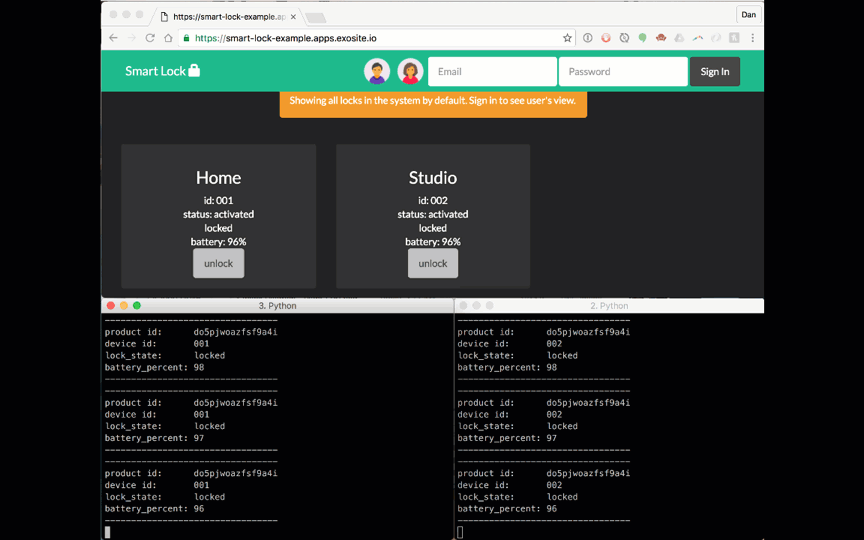 https://smart-lock-example.ap
Dan
https://smart-lock-example.apps.exosite.io
Smart Lock
Email
Password
Sign In
Showing all locks in the system by default. Sign in to see user's view.
Home
id: 001
status: activated
locked
battery: 96%
unlock
Studio
id: 002
status: activated
locked
battery: 96%
unlock
3. Python
product id: do5pjwoazfsf9a4i
device id: 001
lock_state: locked
battery_percent: 98
product id: do5pjwoazfsf9a4i
device id: 001
lock_state: locked
battery_percent: 97
product id: do5pjwoazfsf9a4i
device id: 001
lock_state: locked
battery_percent: 96
2. Python
product id: do5pjwoazfsf9a4i
device id: 002
lock_state: locked
battery_percent: 98
product id: do5pjwoazfsf9a4i
device id: 002
lock_state: locked
battery_percent: 97
product id: do5pjwoazfsf9a4i
device id: 002
lock_state: locked
battery_percent: 96